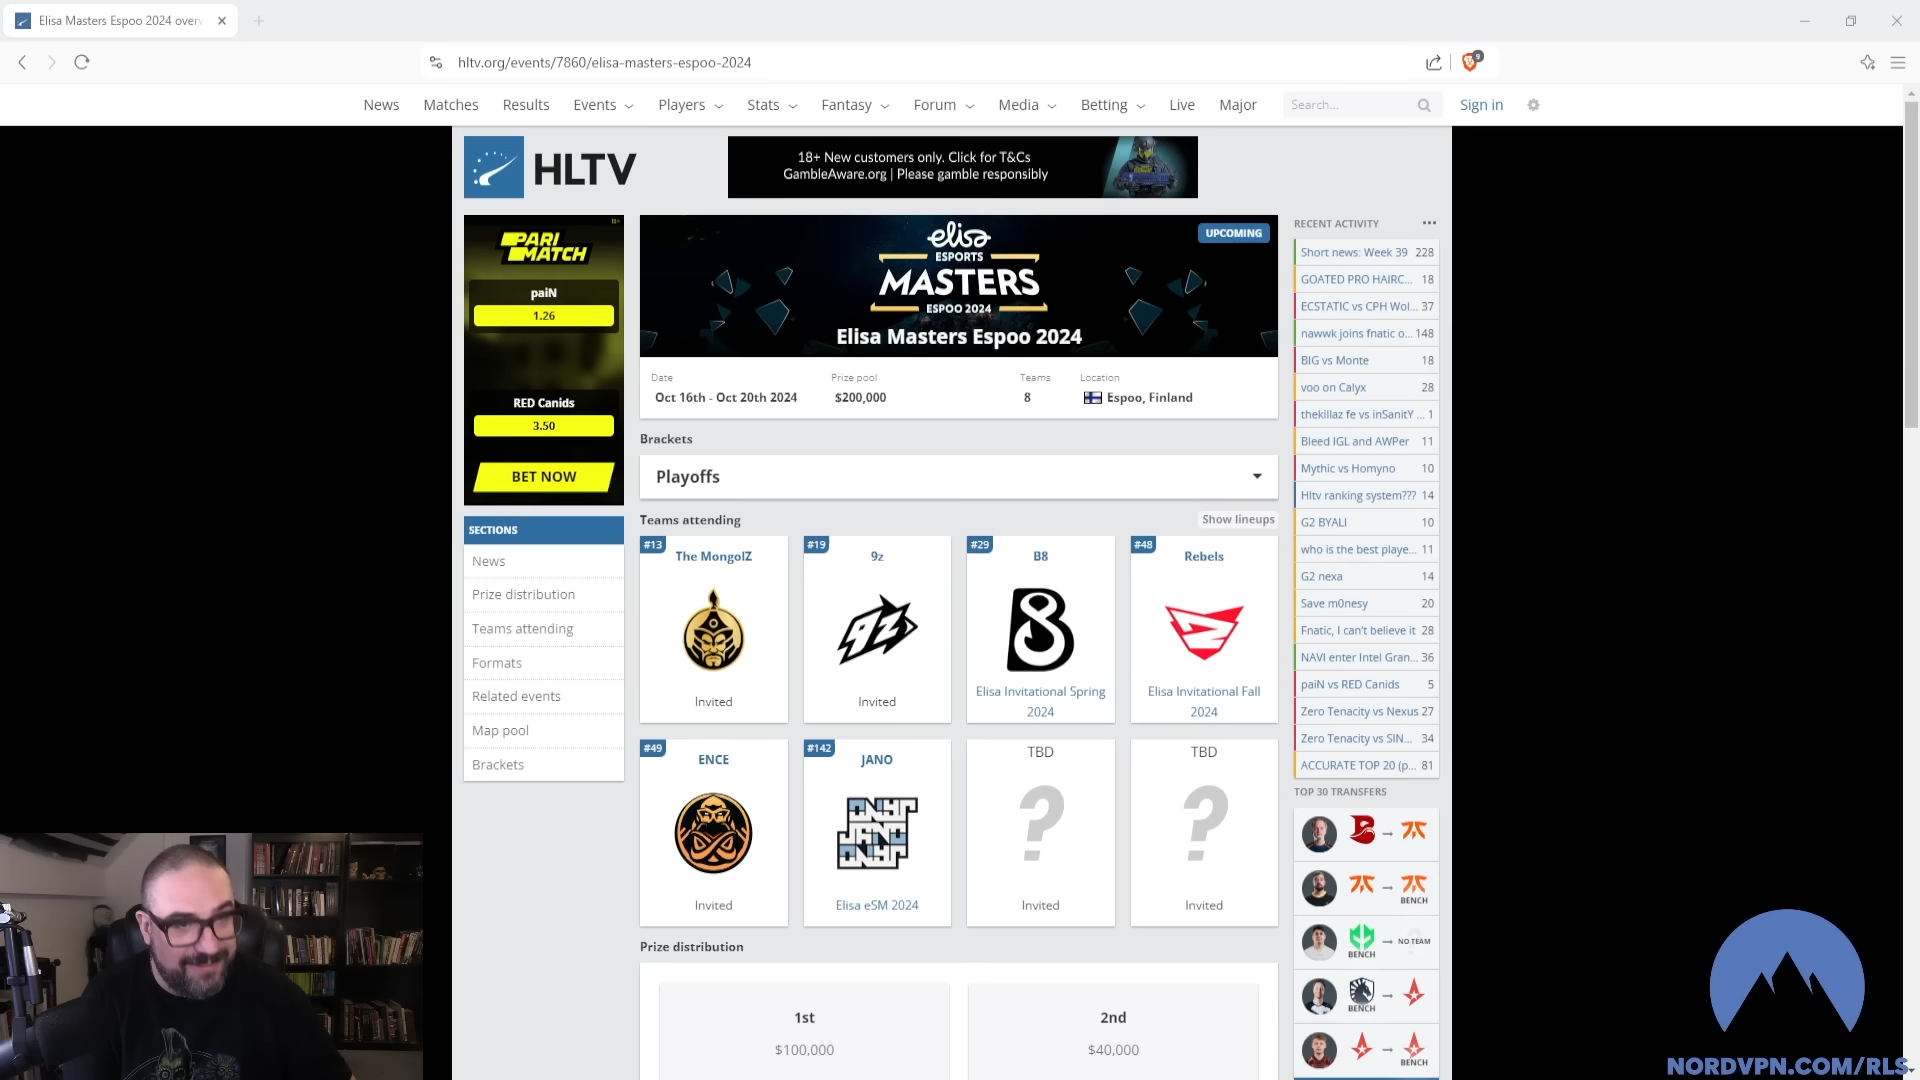 Elisa Masters Espoo 2024 over
hltv.org/events/7860/elisa-masters-espoo-2024
9
News Matches Results Events Players Stats Fantasy Forum Media Betting Live Major Search... Sign in
HLTV
18+ New customers only. Click for T&Cs
GambleAware.org | Please gamble responsibly
PARI
MATCH
paiN
1.26
RED Canids
3.50
BET NOW
SECTIONS
News
Prize distribution
Teams attending
Formats
Related events
Map pool
Brackets
elisa
ESPORTS
MASTERS
ESPOO 2024
UPCOMING
Elisa Masters Espoo 2024
Date Prize pool Teams Location
Oct 16th - Oct 20th 2024 $200,000 8 Espoo, Finland
Brackets
Playoffs
Teams attending Show lineups
#13 The MongolZ
Invited
#19 9z
9z
Invited
#29 B8
B8
Elisa Invitational Spring
2024
#48 Rebels
Elisa Invitational Fall
2024
#49 ENCE
Invited
#142 JANO
JANO
Elisa eSM 2024
TBD
?
Invited
TBD
?
Invited
Prize distribution
1st
$100,000
2nd
$40,000
RECENT ACTIVITY
Short news: Week 39 228
GOATED PRO HAIRC... 18
ECSTATIC vs CPH Wol... 37
nawwk joins fnatic o... 148
BIG vs Monte 18
voo on Calyx 28
thekillaz fe vs inSanitY ... 1
Bleed IGL and AWPer 11
Mythic vs Homyno 10
Hltv ranking system??? 14
G2 BYALI 10
who is the best playe... 11
G2 nexa 14
Save m0nesy 20
Fnatic, I can't believe it 28
NAVI enter Intel Gran... 36
paiN vs RED Canids 5
Zero Tenacity vs Nexus 27
Zero Tenacity vs SIN... 34
ACCURATE TOP 20 (p... 81
TOP 30 TRANSFERS
BENCH
BENCH NO TEAM
BENCH
BENCH
NORDVPN.COM/RLS